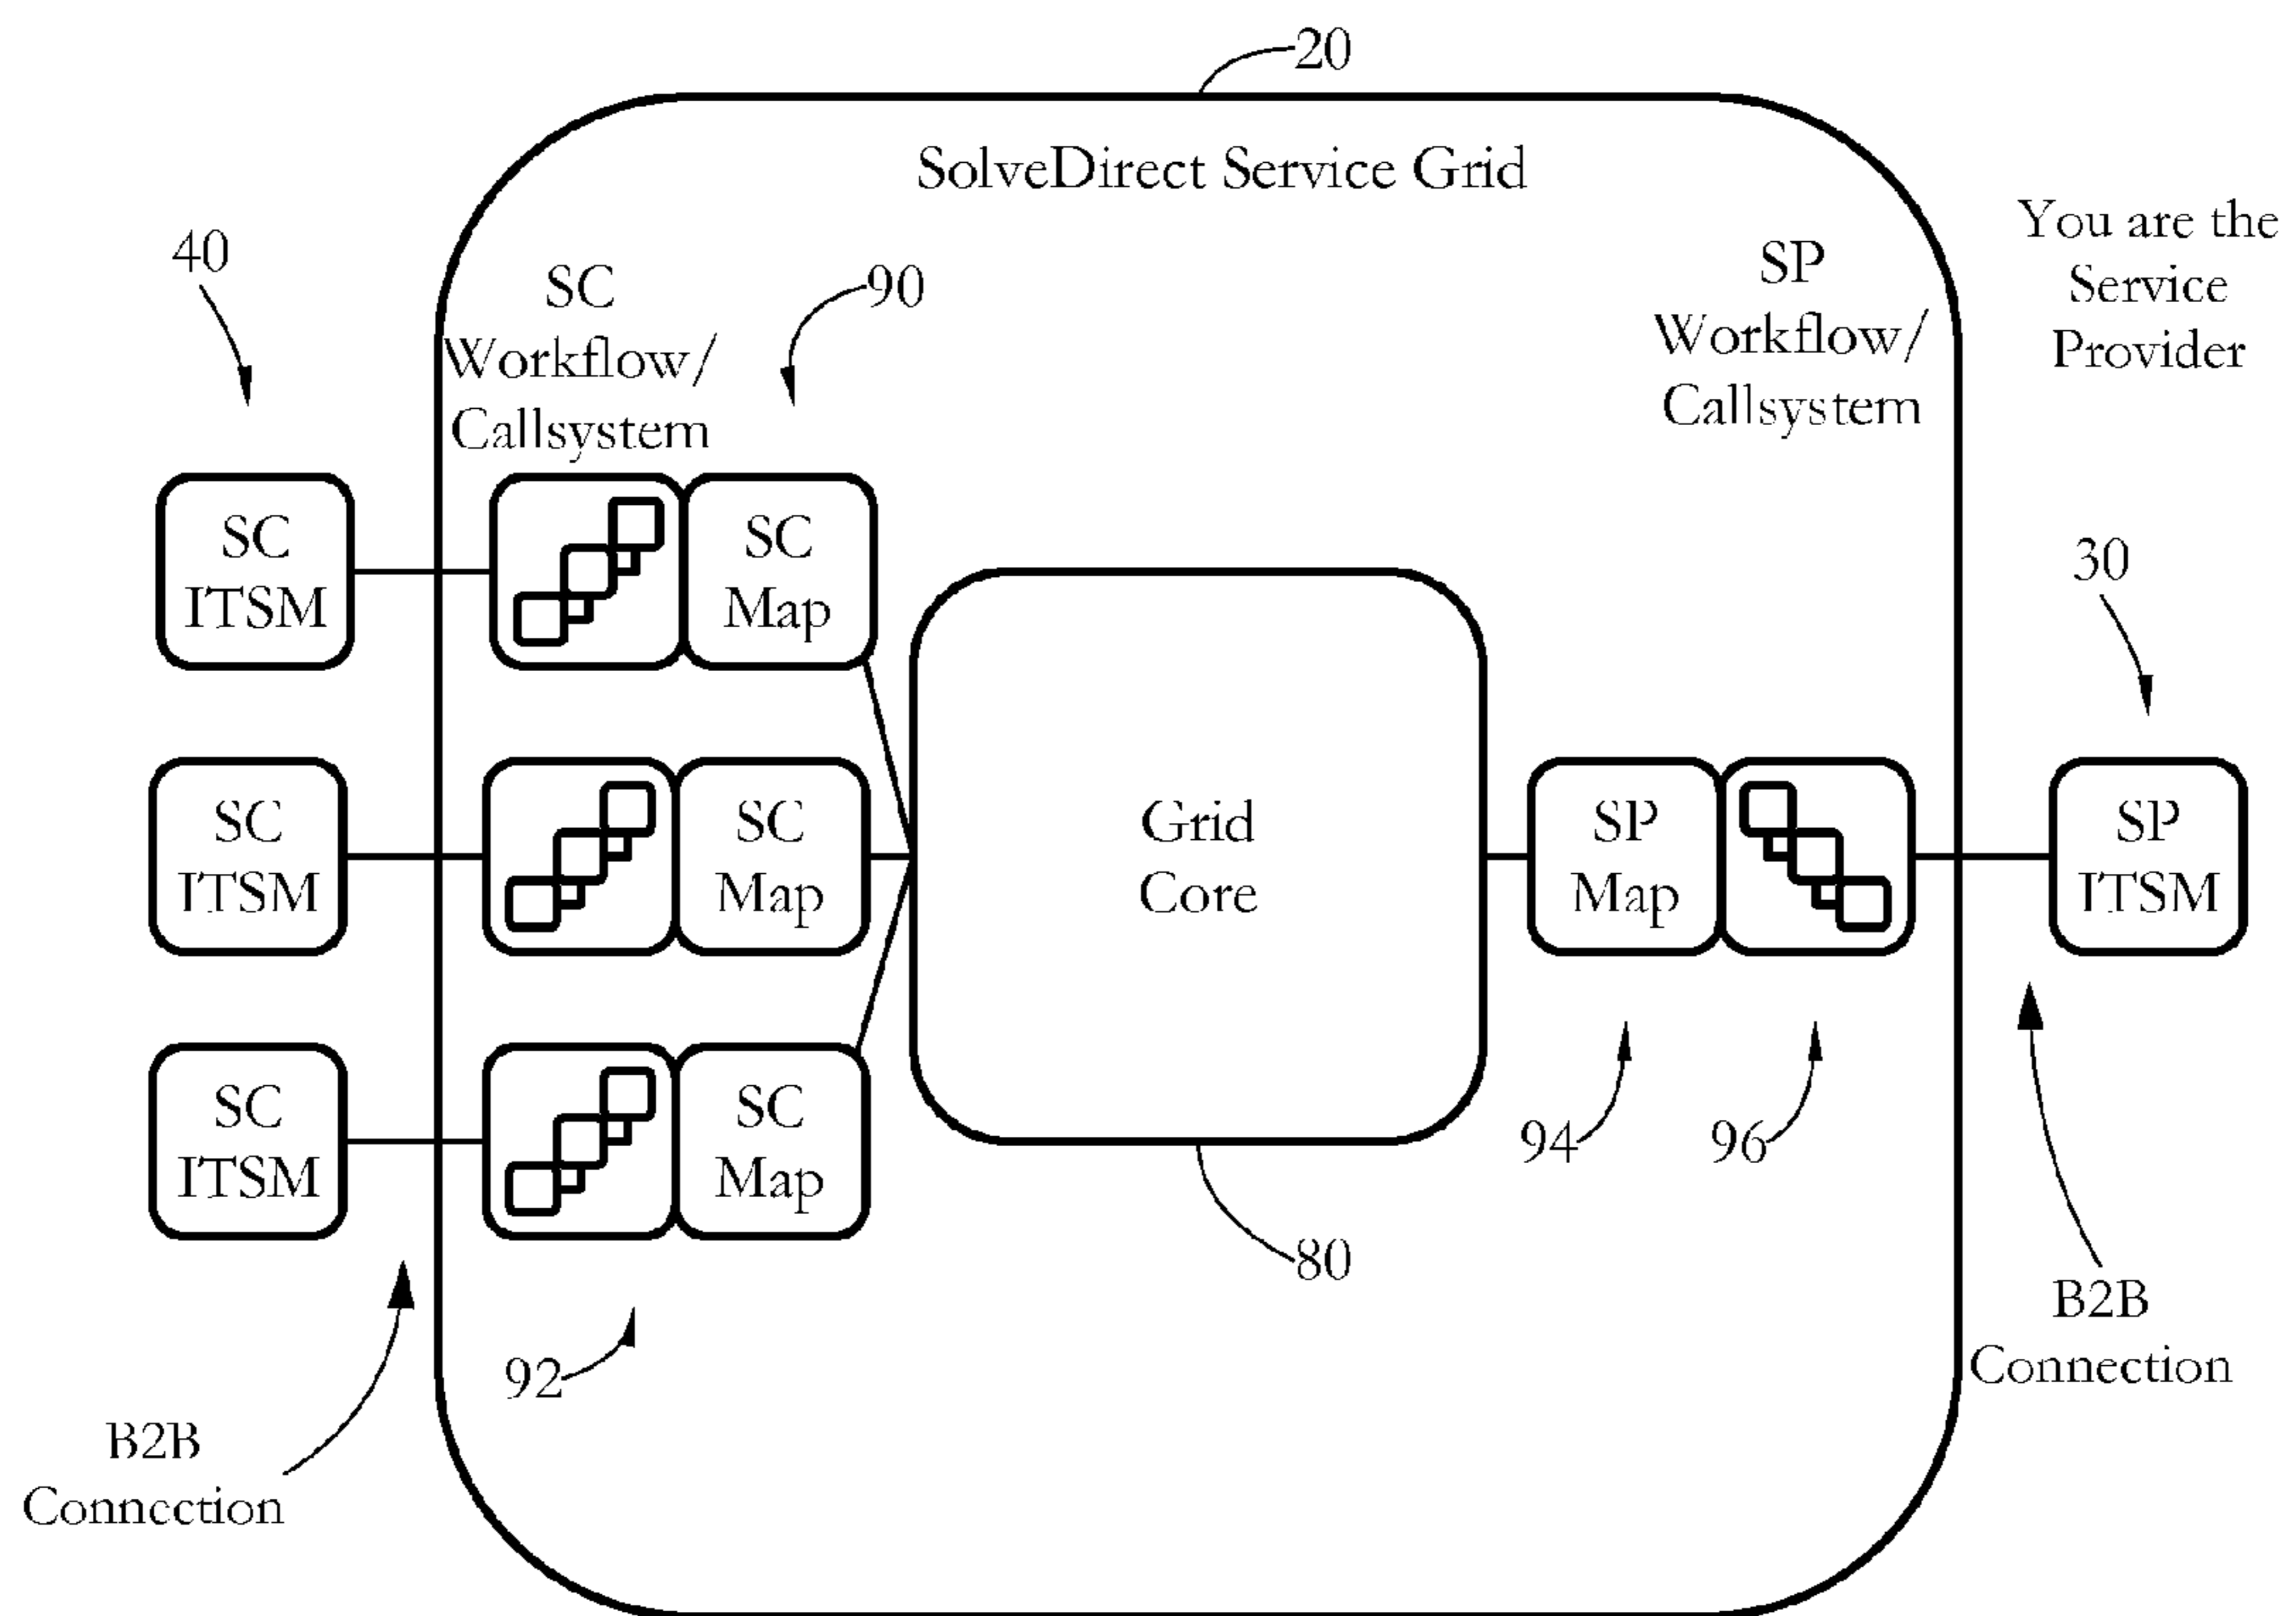 20
SolveDirect Service Grid
You are the
Service
Provider
40
SC
Workflow/
Callsystem
90
SP
Workflow/
Callsystem
SC
ITSM
SC
Map
30
SC
ITSM
SC
Map
Grid
Core
SP
Map
SP
ITSM
SC
ITSM
SC
Map
94
96
80
92
B2B
Connection
B2B
Connection